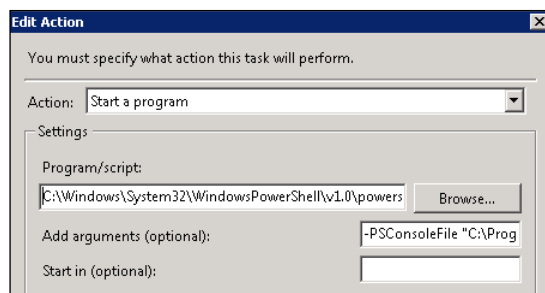 Edit Action
You must specify what action this task will perform.
Action: Start a program
Settings
Program/script:
C:\Windows\System32\WindowsPowerShell\v1.0\powers
Browse...
Add arguments (optional): -PSConsoleFile "C:\Prog
Start in (optional):